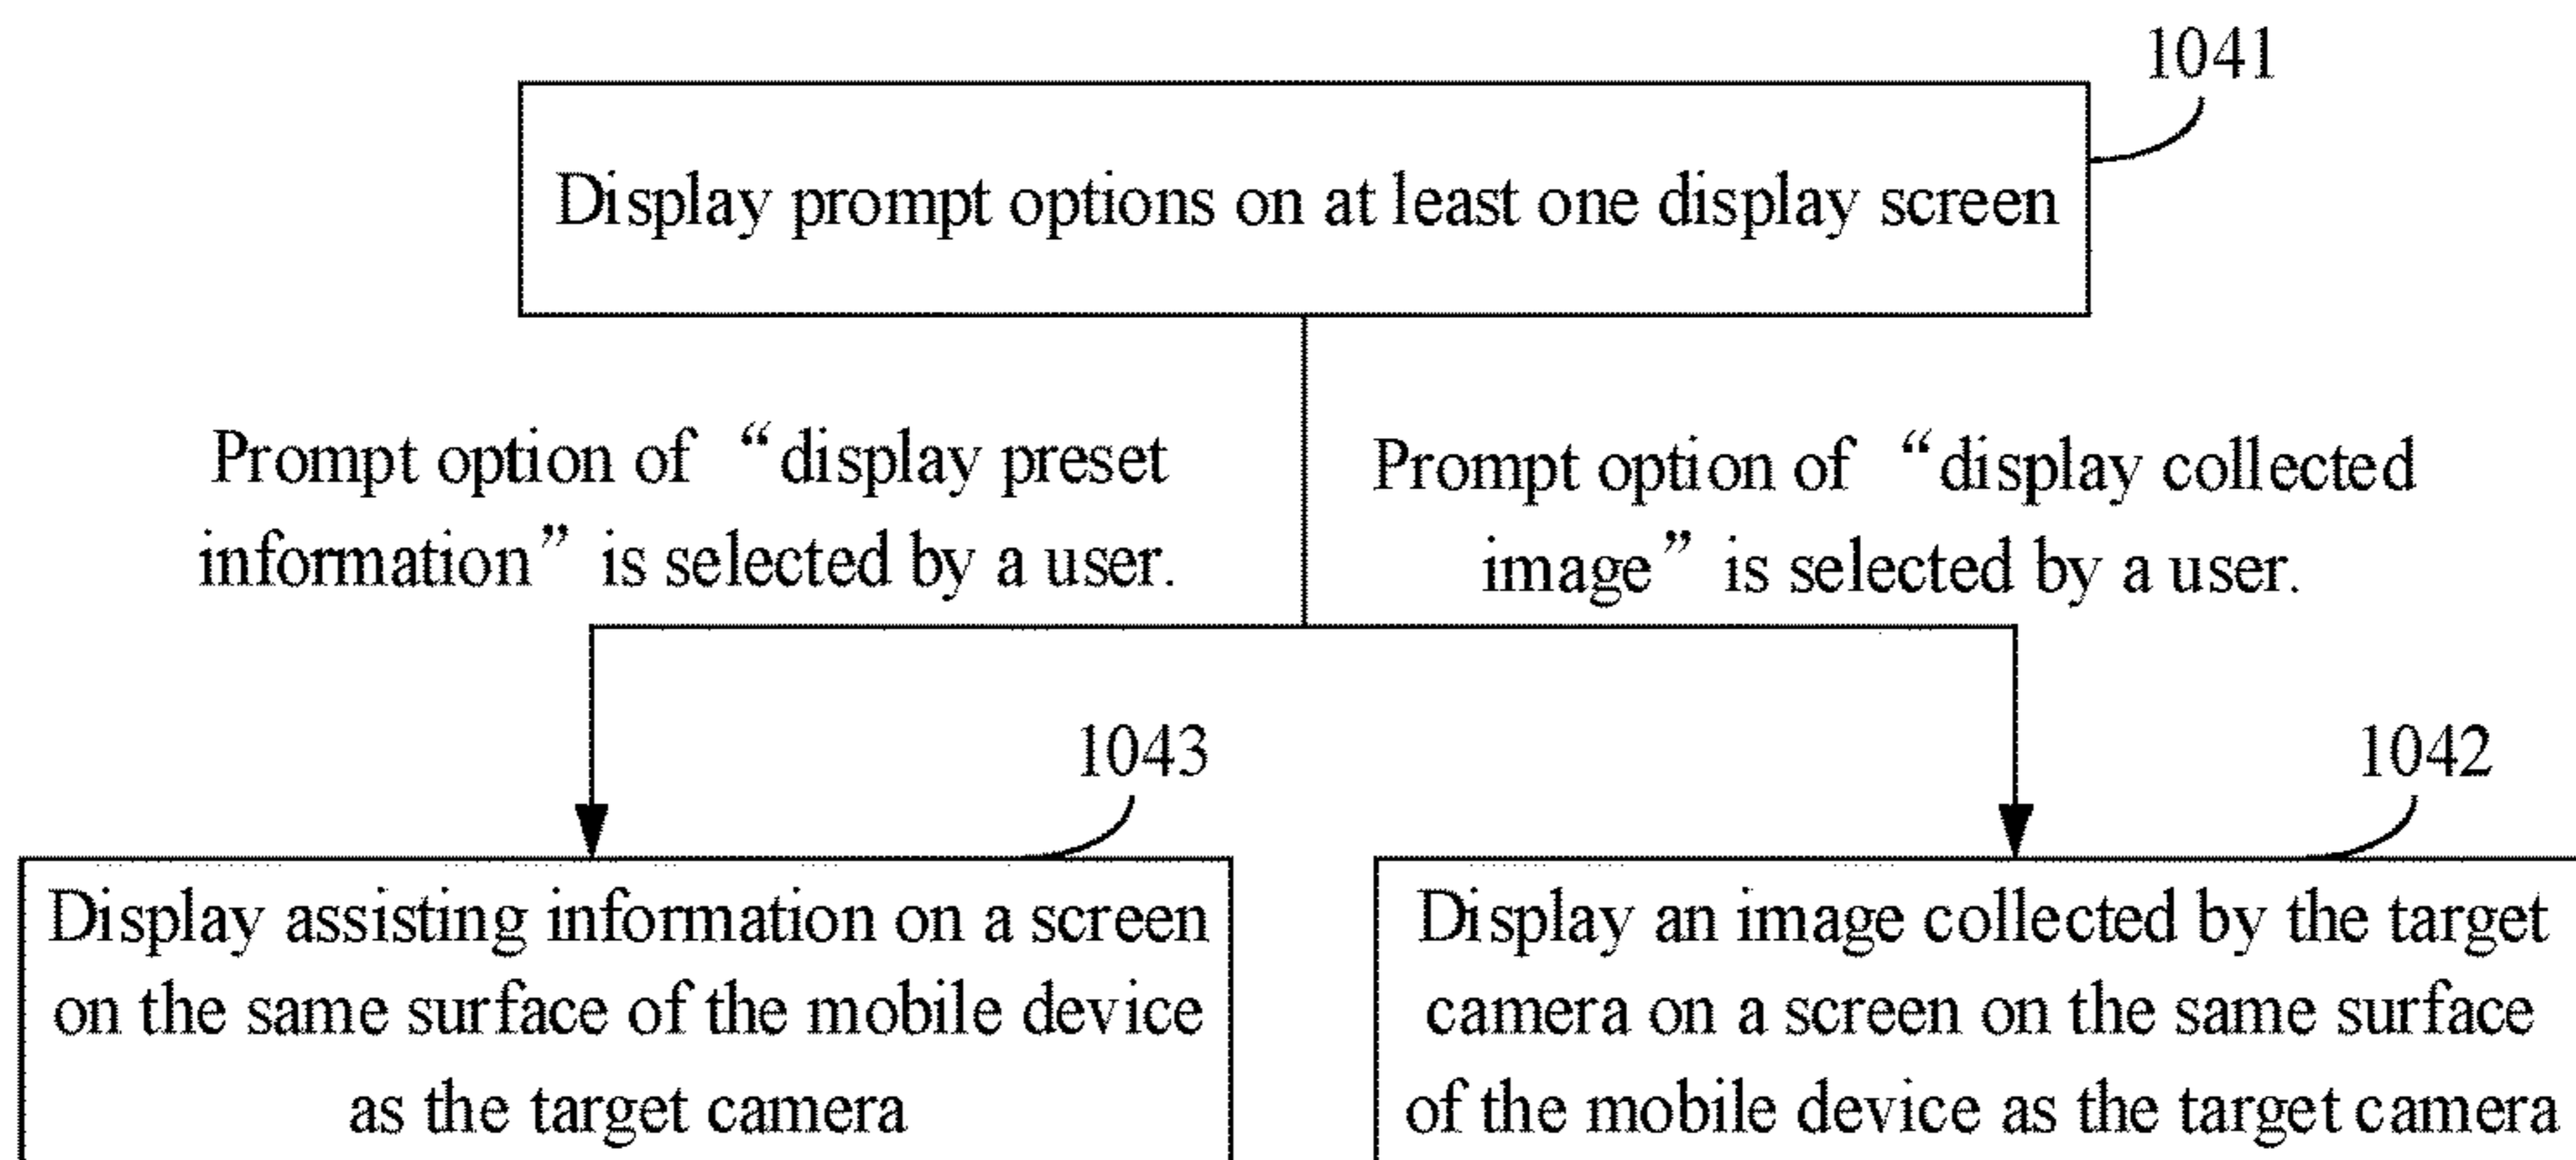 1041
Display prompt options on at least one display screen
Prompt option of “display preset
information” is selected by a user.
Prompt option of “display collected
image” is selected by a user.
1043
1042
Display assisting information on a screen
on the same surface of the mobile device
as the target camera
Display an image collected by the target
camera on a screen on the same surface
of the mobile device as the target camera